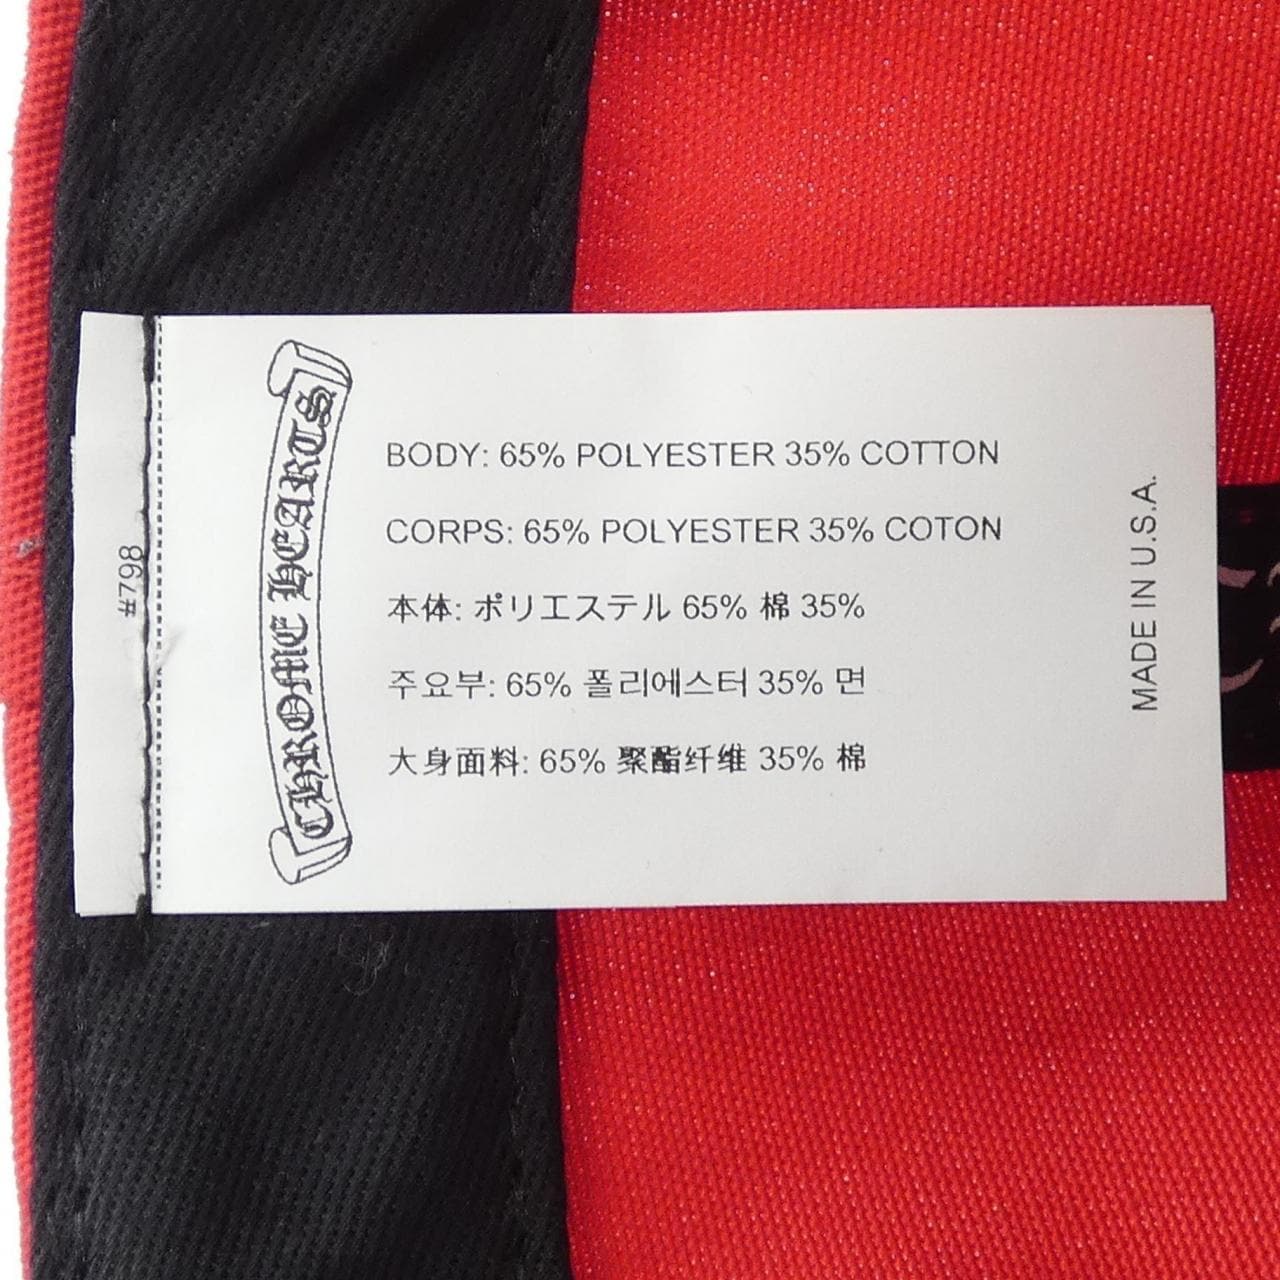 #798
CHROME HEARTS
BODY: 65% POLYESTER 35% COTTON
CORPS: 65% POLYESTER 35% COTON
本体: ポリエステル 65% 棉 35%
주요부: 65% 폴리에스터 35% 면
大身面料: 65% 聚酯纤维 35% 棉
MADE IN U.S.A.